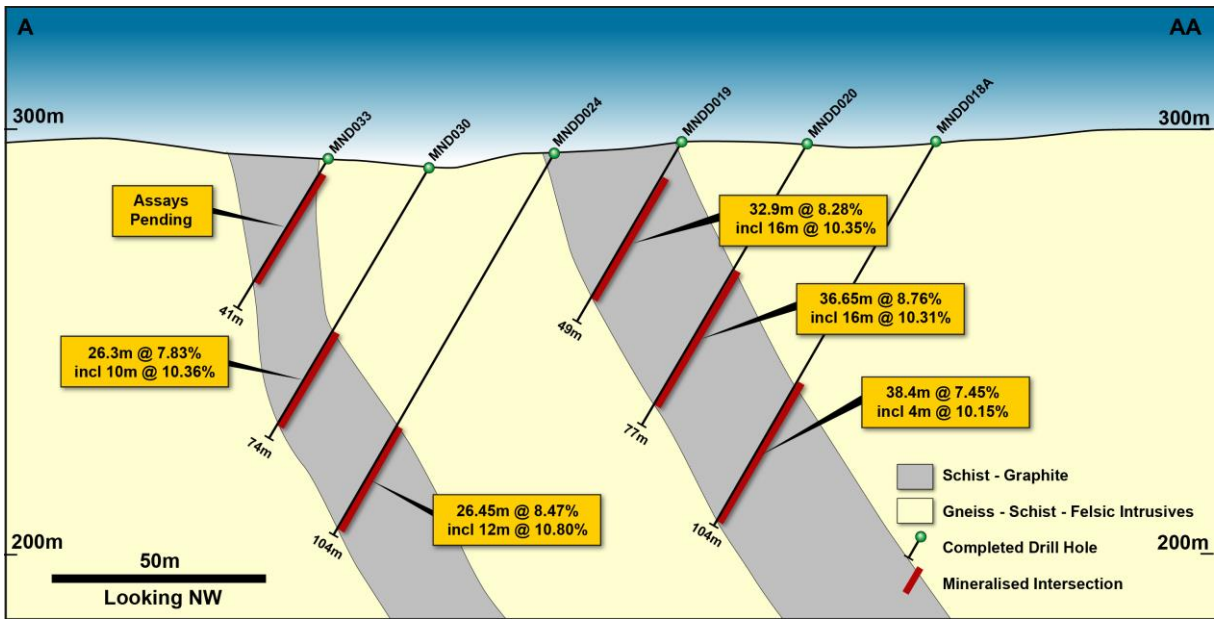 A
AA
300m
300m
MND033
MND030
MNDD024
MNDD019
MNDD020
MNDD018A
Assays
Pending
32.9m @ 8.28%
incl 16m @ 10.35%
36.65m @ 8.76%
incl 16m @ 10.31%
41m
49m
26.3m @ 7.83%
incl 10m @ 10.36%
38.4m @ 7.45%
incl 4m @ 10.15%
74m
77m
26.45m @ 8.47%
incl 12m @ 10.80%
104m
104m
Schist - Graphite
Gneiss - Schist - Felsic Intrusives
Completed Drill Hole
Mineralised Intersection
200m
200m
50m
Looking NW